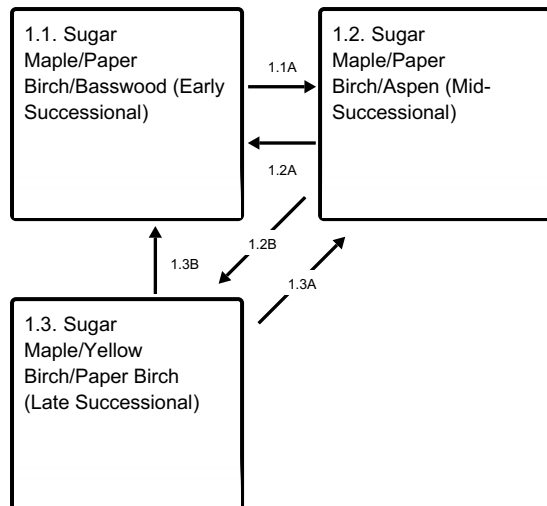 1.1. Sugar
Maple/Paper
Birch/Basswood (Early
Successional)
1.1A
1.2. Sugar
Maple/Paper
Birch/Aspen (Mid-
Successional)
1.2A
1.2B
1.3B
1.3A
1.3. Sugar
Maple/Yellow
Birch/Paper Birch
(Late Successional)